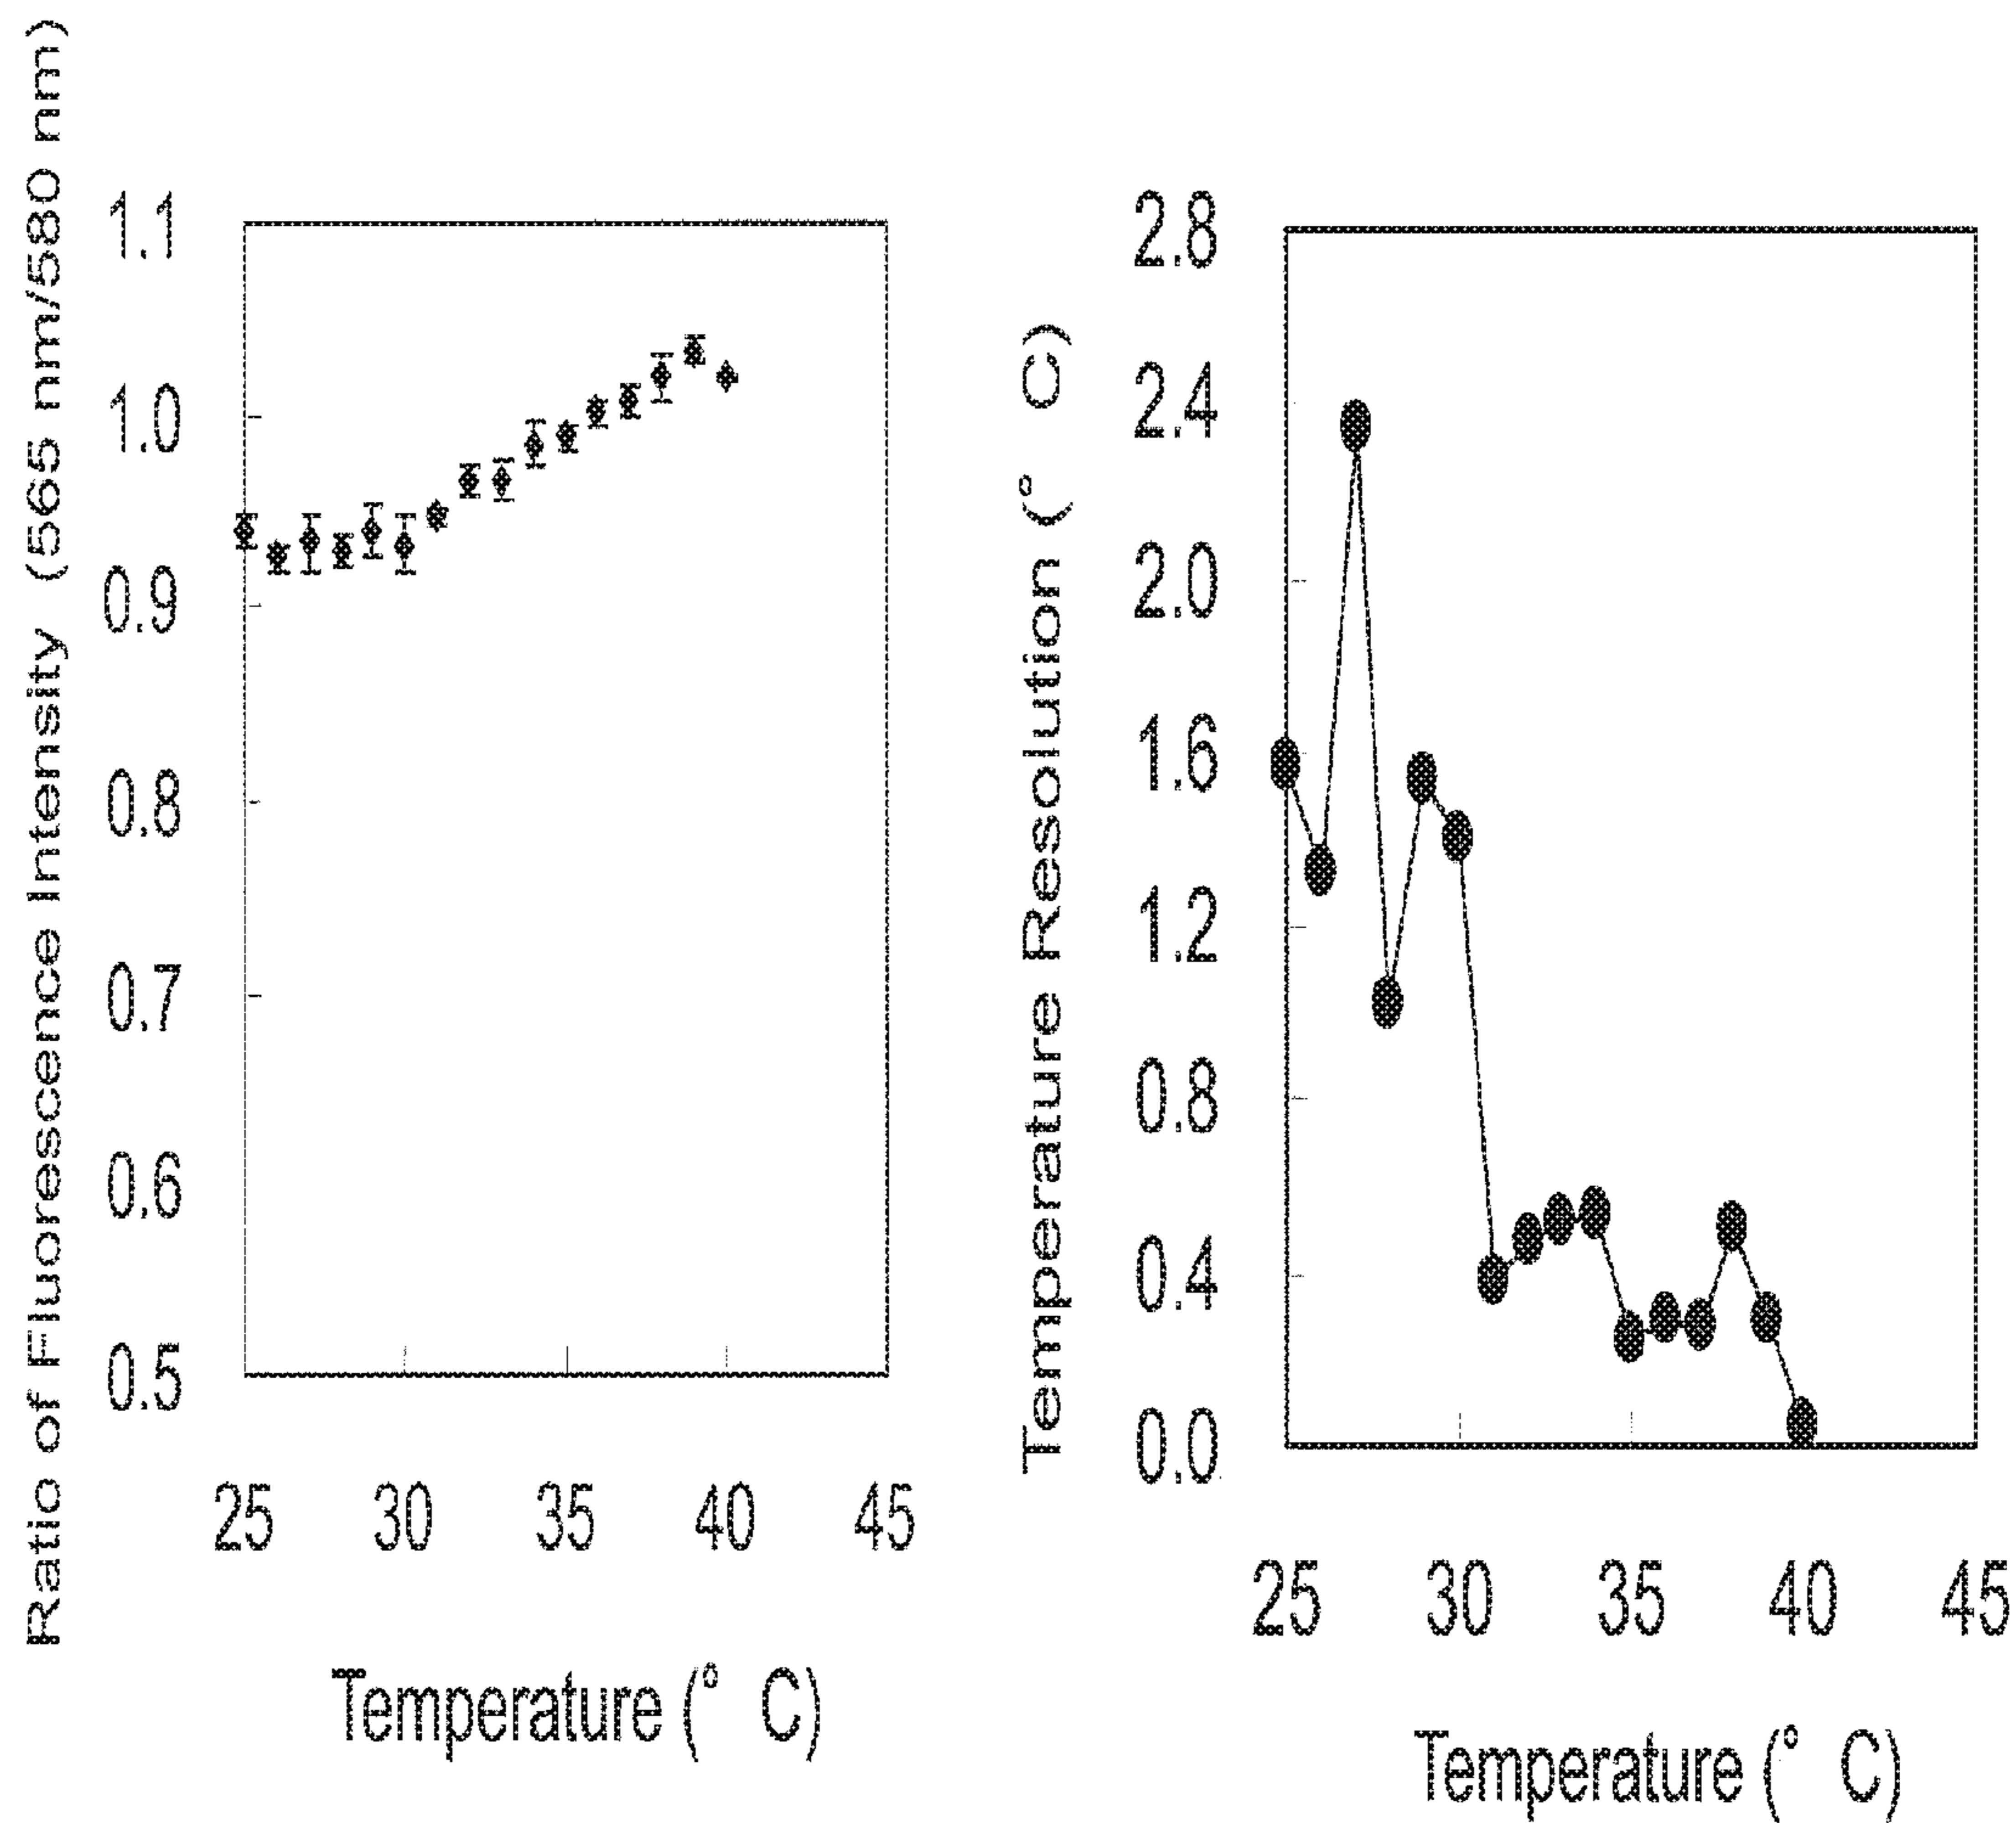 Ratio of Fluorescence Intensity (565 nm/580 nm)
1.1
1.0
0.9
0.8
0.7
0.6
0.5
25 30 35 40 45
Temperature (° C)
Temperature Resolution (° C)
2.8
2.4
2.0
1.6
1.2
0.8
0.4
0.0
25 30 35 40 45
Temperature (° C)